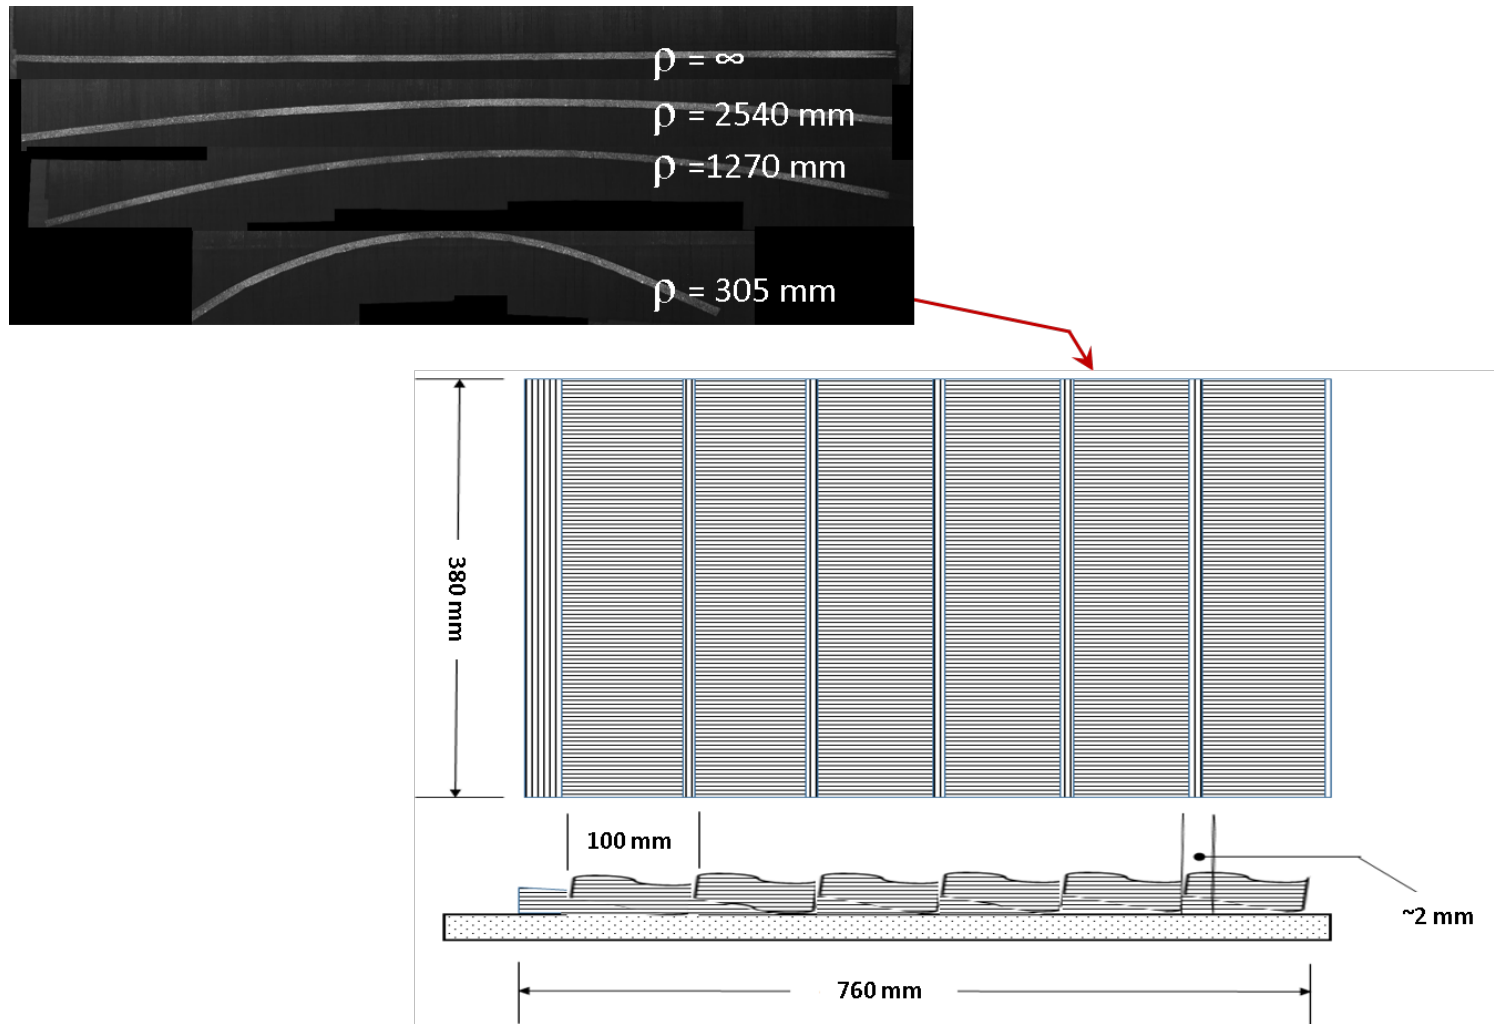 ρ = ∞
ρ = 2540 mm
ρ =1270 mm
ρ = 305 mm
380 mm
100 mm
~2 mm
760 mm